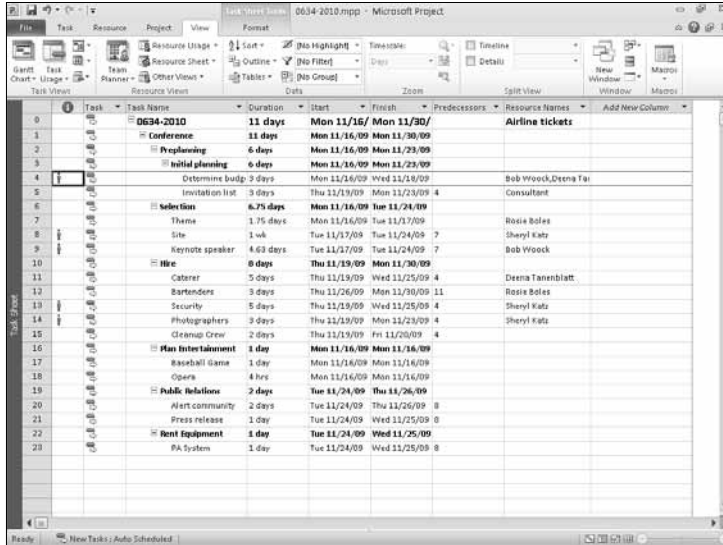 Task Sheet Tools 0634-2010.mpp - Microsoft Project
File Task Resource Project View Format
Gantt Chart Task Usage Team Planner Resource Usage Resource Sheet Other Views Sort Outline Tables [No Highlight] [No Filter] [No Group] Timescale: Days Timeline Details New Window Macros
Task Views Resource Views Data Zoom Split View Window Macros
Task Task Name Duration Start Finish Predecessors Resource Names Add New Column
0 0634-2010 11 days Mon 11/16/ Mon 11/30/ Airline tickets
1 Conference 11 days Mon 11/16/09 Mon 11/30/09
2 Preplanning 6 days Mon 11/16/09 Mon 11/23/09
3 Initial planning 6 days Mon 11/16/09 Mon 11/23/09
4 Determine budg 3 days Mon 11/16/09 Wed 11/18/09 Bob Woock,Deena Tan
5 Invitation list 3 days Thu 11/19/09 Mon 11/23/09 4 Consultant
6 Selection 6.75 days Mon 11/16/09 Tue 11/24/09
7 Theme 1.75 days Mon 11/16/09 Tue 11/17/09 Rosie Boles
8 Site 1 wk Tue 11/17/09 Tue 11/24/09 7 Sheryl Katz
9 Keynote speaker 4.63 days Tue 11/17/09 Tue 11/24/09 7 Bob Woock
10 Hire 8 days Thu 11/19/09 Mon 11/30/09
11 Caterer 5 days Thu 11/19/09 Wed 11/25/09 4 Deena Tanenblatt
12 Bartenders 3 days Thu 11/26/09 Mon 11/30/09 11 Rosie Boles
13 Security 5 days Thu 11/19/09 Wed 11/25/09 4 Sheryl Katz
14 Photographers 3 days Thu 11/19/09 Mon 11/23/09 4 Sheryl Katz
15 Cleanup Crew 2 days Thu 11/19/09 Fri 11/20/09 4
16 Plan Entertainment 1 day Mon 11/16/09 Mon 11/16/09
17 Baseball Game 1 day Mon 11/16/09 Mon 11/16/09
18 Opera 4 hrs Mon 11/16/09 Mon 11/16/09
19 Public Relations 2 days Tue 11/24/09 Thu 11/26/09
20 Alert community 2 days Tue 11/24/09 Thu 11/26/09 8
21 Press release 1 day Tue 11/24/09 Wed 11/25/09 8
22 Rent Equipment 1 day Tue 11/24/09 Wed 11/25/09
23 PA System 1 day Tue 11/24/09 Wed 11/25/09 8
Task Sheet
Ready New Tasks : Auto Scheduled